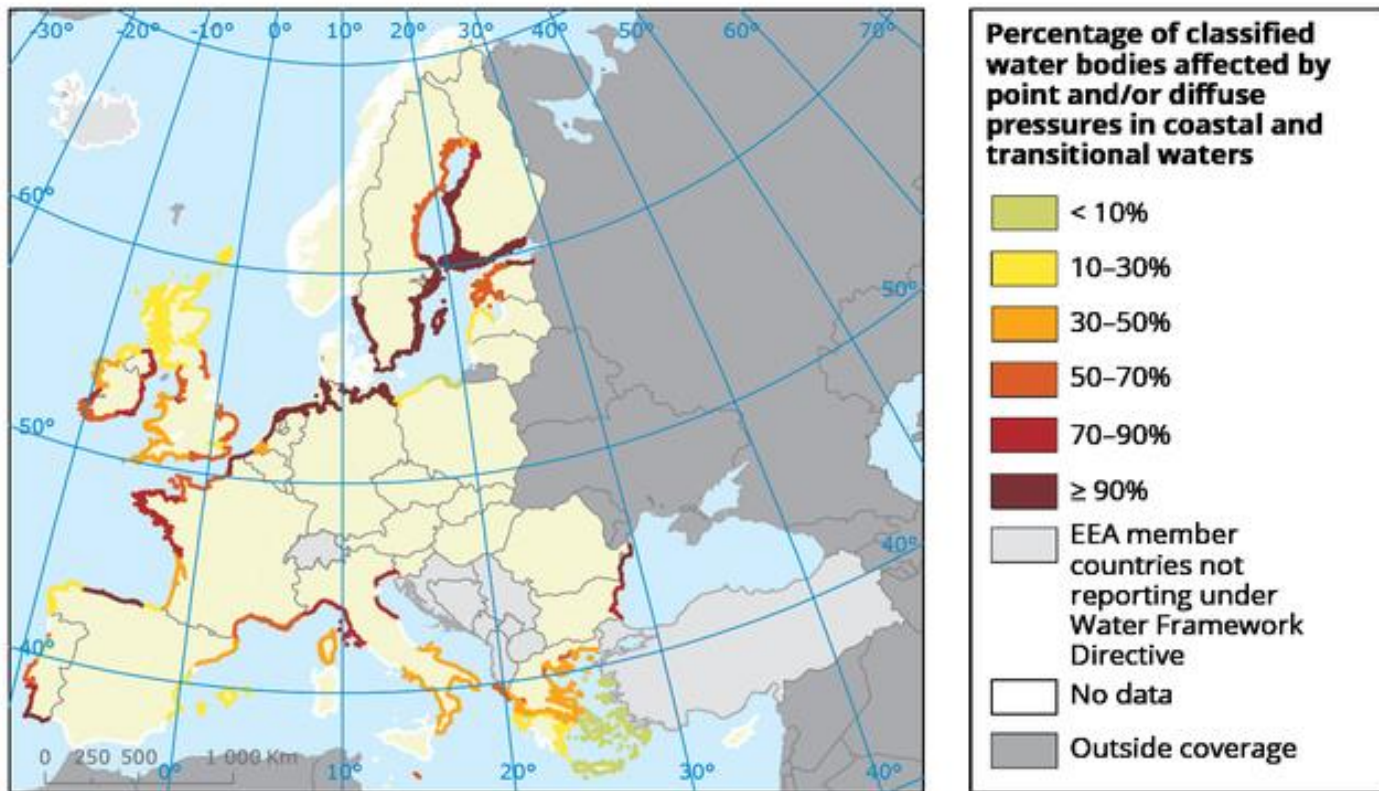 -30° -20° -10° 0° 10° 20° 30° 40° 50° 60° 70°
60°
50°
50°
40°
40°
0 250 500 1 000 Km
0° 10° 20° 30° 40°
Percentage of classified
water bodies affected by
point and/or diffuse
pressures in coastal and
transitional waters
< 10%
10–30%
30–50%
50–70%
70–90%
≥ 90%
EEA member
countries not
reporting under
Water Framework
Directive
No data
Outside coverage